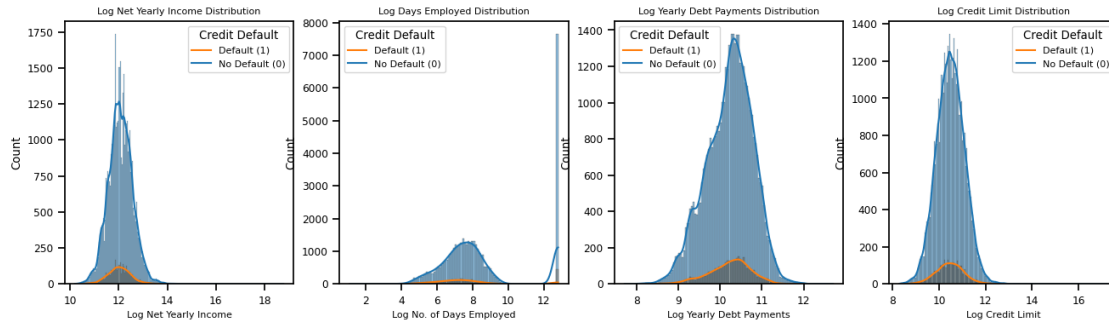 Log Net Yearly Income Distribution
Credit Default
Default (1)
No Default (0)
1750
1500
1250
1000
750
500
250
0
Count
10 12 14 16 18
Log Net Yearly Income
Log Days Employed Distribution
Credit Default
Default (1)
No Default (0)
8000
7000
6000
5000
4000
3000
2000
1000
0
Count
2 4 6 8 10 12
Log No. of Days Employed
Log Yearly Debt Payments Distribution
Credit Default
Default (1)
No Default (0)
1400
1200
1000
800
600
400
200
0
Count
8 9 10 11 12
Log Yearly Debt Payments
Log Credit Limit Distribution
Credit Default
Default (1)
No Default (0)
1400
1200
1000
800
600
400
200
0
Count
8 10 12 14 16
Log Credit Limit